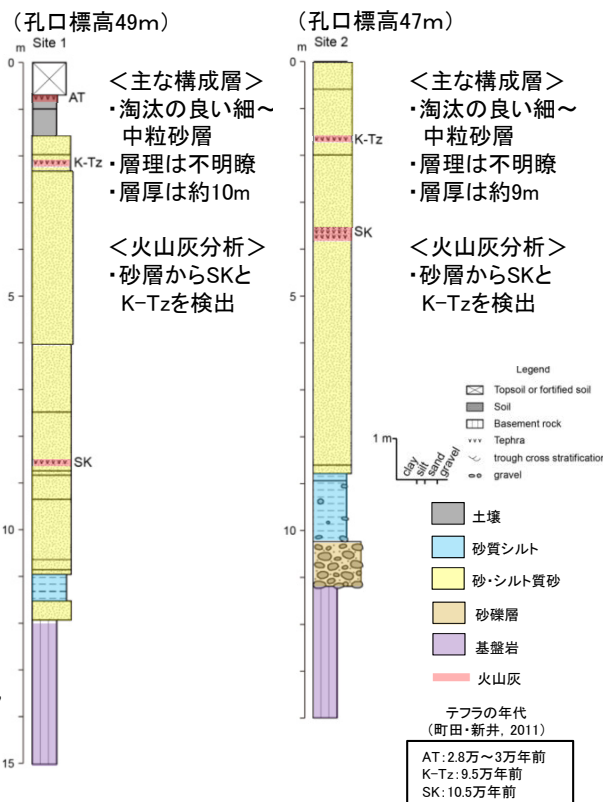 （孔口標高49m）
Site 1
m
0
AT
K-Tz
5
SK
10
15
＜主な構成層＞
・淘汰の良い細～
中粒砂層
・層理は不明瞭
・層厚は約10m
＜火山灰分析＞
・砂層からSKと
K-Tzを検出
（孔口標高47m）
Site 2
m
0
K-Tz
SK
5
10
＜主な構成層＞
・淘汰の良い細～
中粒砂層
・層理は不明瞭
・層厚は約9m
＜火山灰分析＞
・砂層からSKと
K-Tzを検出
1 m
clay
silt
sand
gravel
Legend
Topsoil or fortified soil
Soil
Basement rock
Tephra
trough cross stratification
gravel
土壌
砂質シルト
砂・シルト質砂
砂礫層
基盤岩
火山灰
テフラの年代
（町田・新井, 2011）
AT：2.8万～3万年前
K-Tz：9.5万年前
SK：10.5万年前